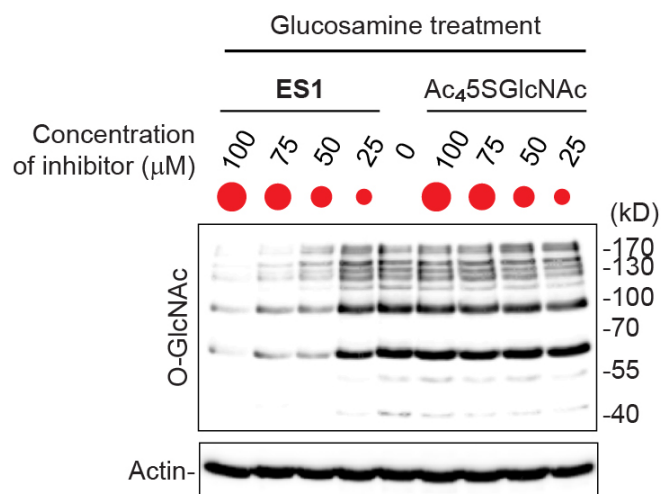 Glucosamine treatment
ES1 Ac₄5SGlcNAc
Concentration
of inhibitor (μM)
100 75 50 25 0 100 75 50 25
(kD)
O-GlcNAc
-170
-130
-100
-70
-55
-40
Actin-